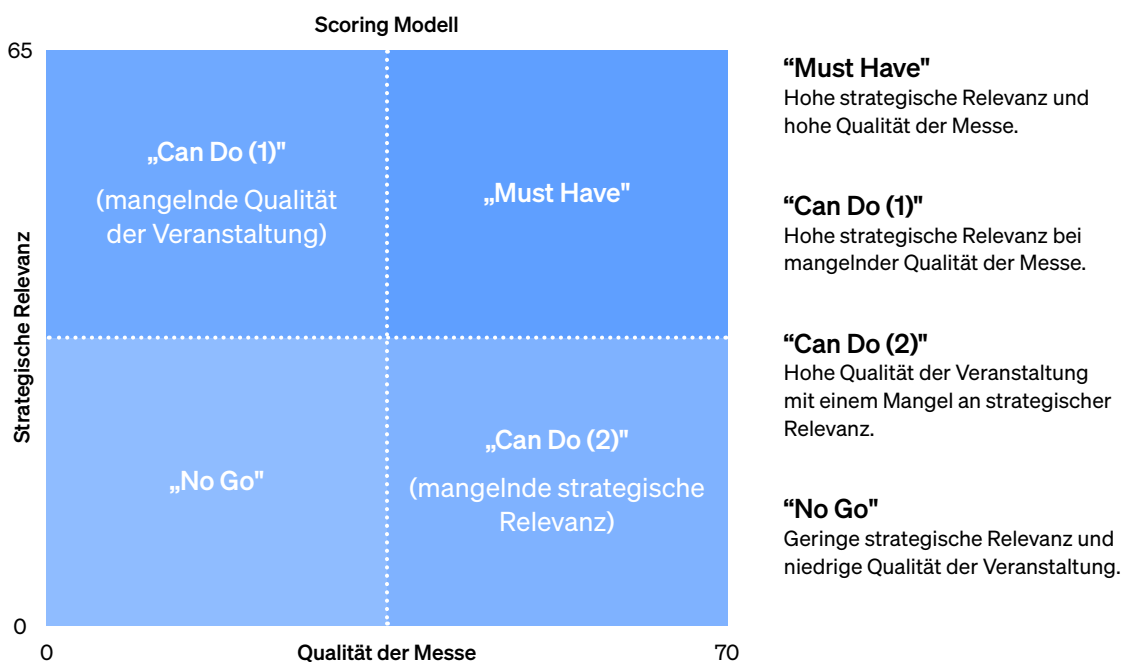 Scoring Modell
65
Strategische Relevanz
0
0
Qualität der Messe
70
„Can Do (1)"
(mangelnde Qualität
der Veranstaltung)
„Must Have"
„No Go"
„Can Do (2)"
(mangelnde strategische
Relevanz)
“Must Have"
Hohe strategische Relevanz und
hohe Qualität der Messe.
“Can Do (1)"
Hohe strategische Relevanz bei
mangelnder Qualität der Messe.
“Can Do (2)"
Hohe Qualität der Veranstaltung
mit einem Mangel an strategischer
Relevanz.
“No Go"
Geringe strategische Relevanz und
niedrige Qualität der Veranstaltung.